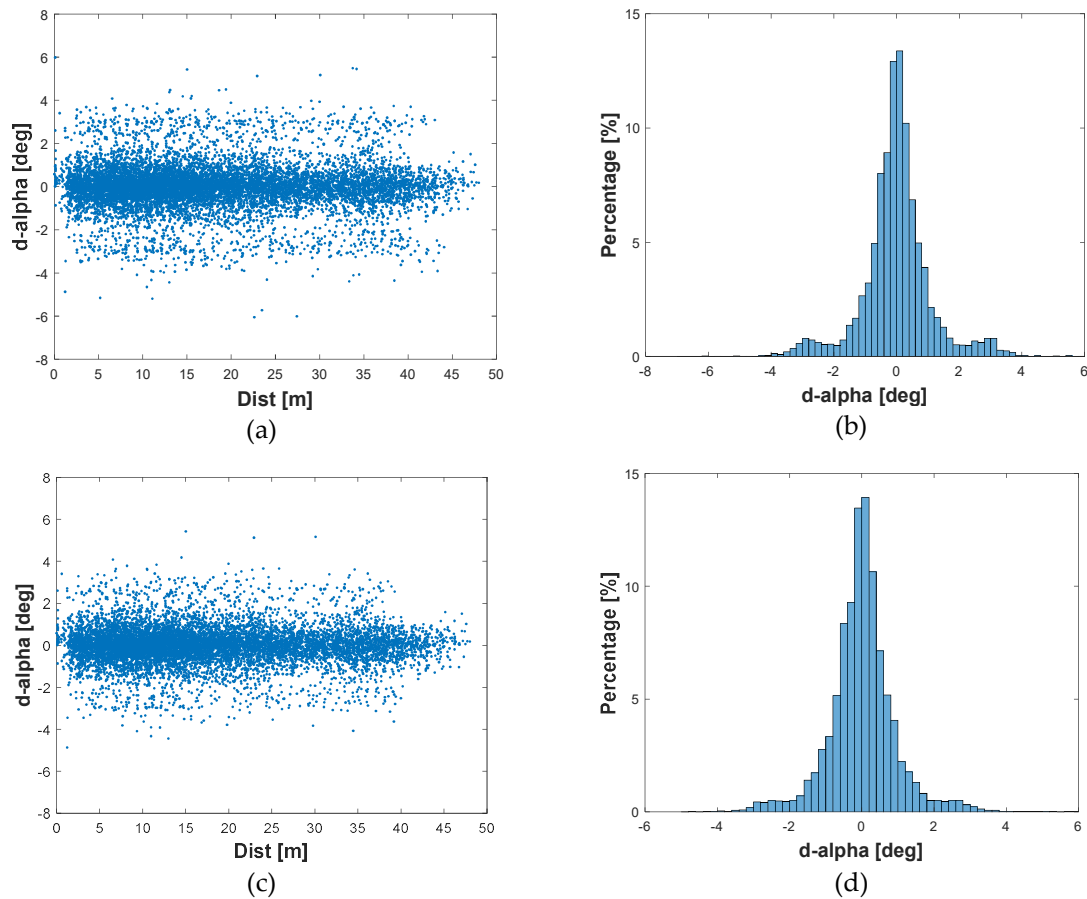 8
6
4
2
0
-2
-4
-6
-8
d-alpha [deg]
0 5 10 15 20 25 30 35 40 45 50
Dist [m]
(a)
15
10
5
0
Percentage [%]
-8 -6 -4 -2 0 2 4 6
d-alpha [deg]
(b)
8
6
4
2
0
-2
-4
-6
-8
d-alpha [deg]
0 5 10 15 20 25 30 35 40 45 50
Dist [m]
(c)
15
10
5
0
Percentage [%]
-6 -4 -2 0 2 4 6
d-alpha [deg]
(d)